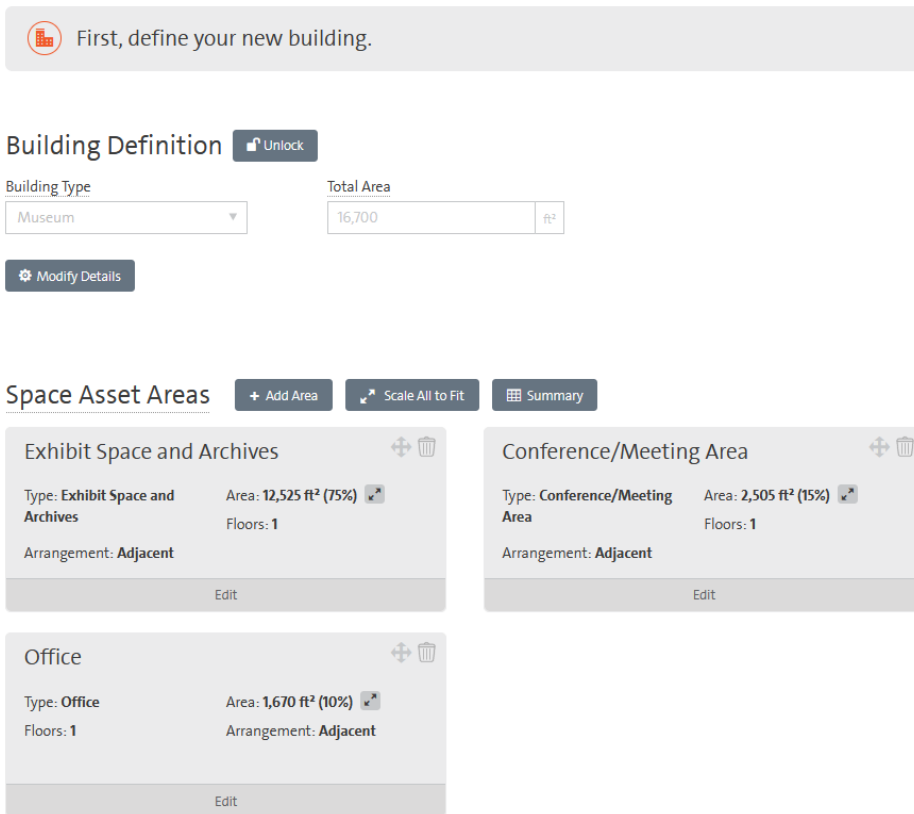 First, define your new building.
Building Definition Unlock
Building Type Total Area
Museum 16,700 ft²
Modify Details
Space Asset Areas + Add Area Scale All to Fit Summary
Exhibit Space and Archives
Type: Exhibit Space and Archives
Area: 12,525 ft² (75%)
Floors: 1
Arrangement: Adjacent
Edit
Conference/Meeting Area
Type: Conference/Meeting Area
Area: 2,505 ft² (15%)
Floors: 1
Arrangement: Adjacent
Edit
Office
Type: Office
Area: 1,670 ft² (10%)
Floors: 1
Arrangement: Adjacent
Edit